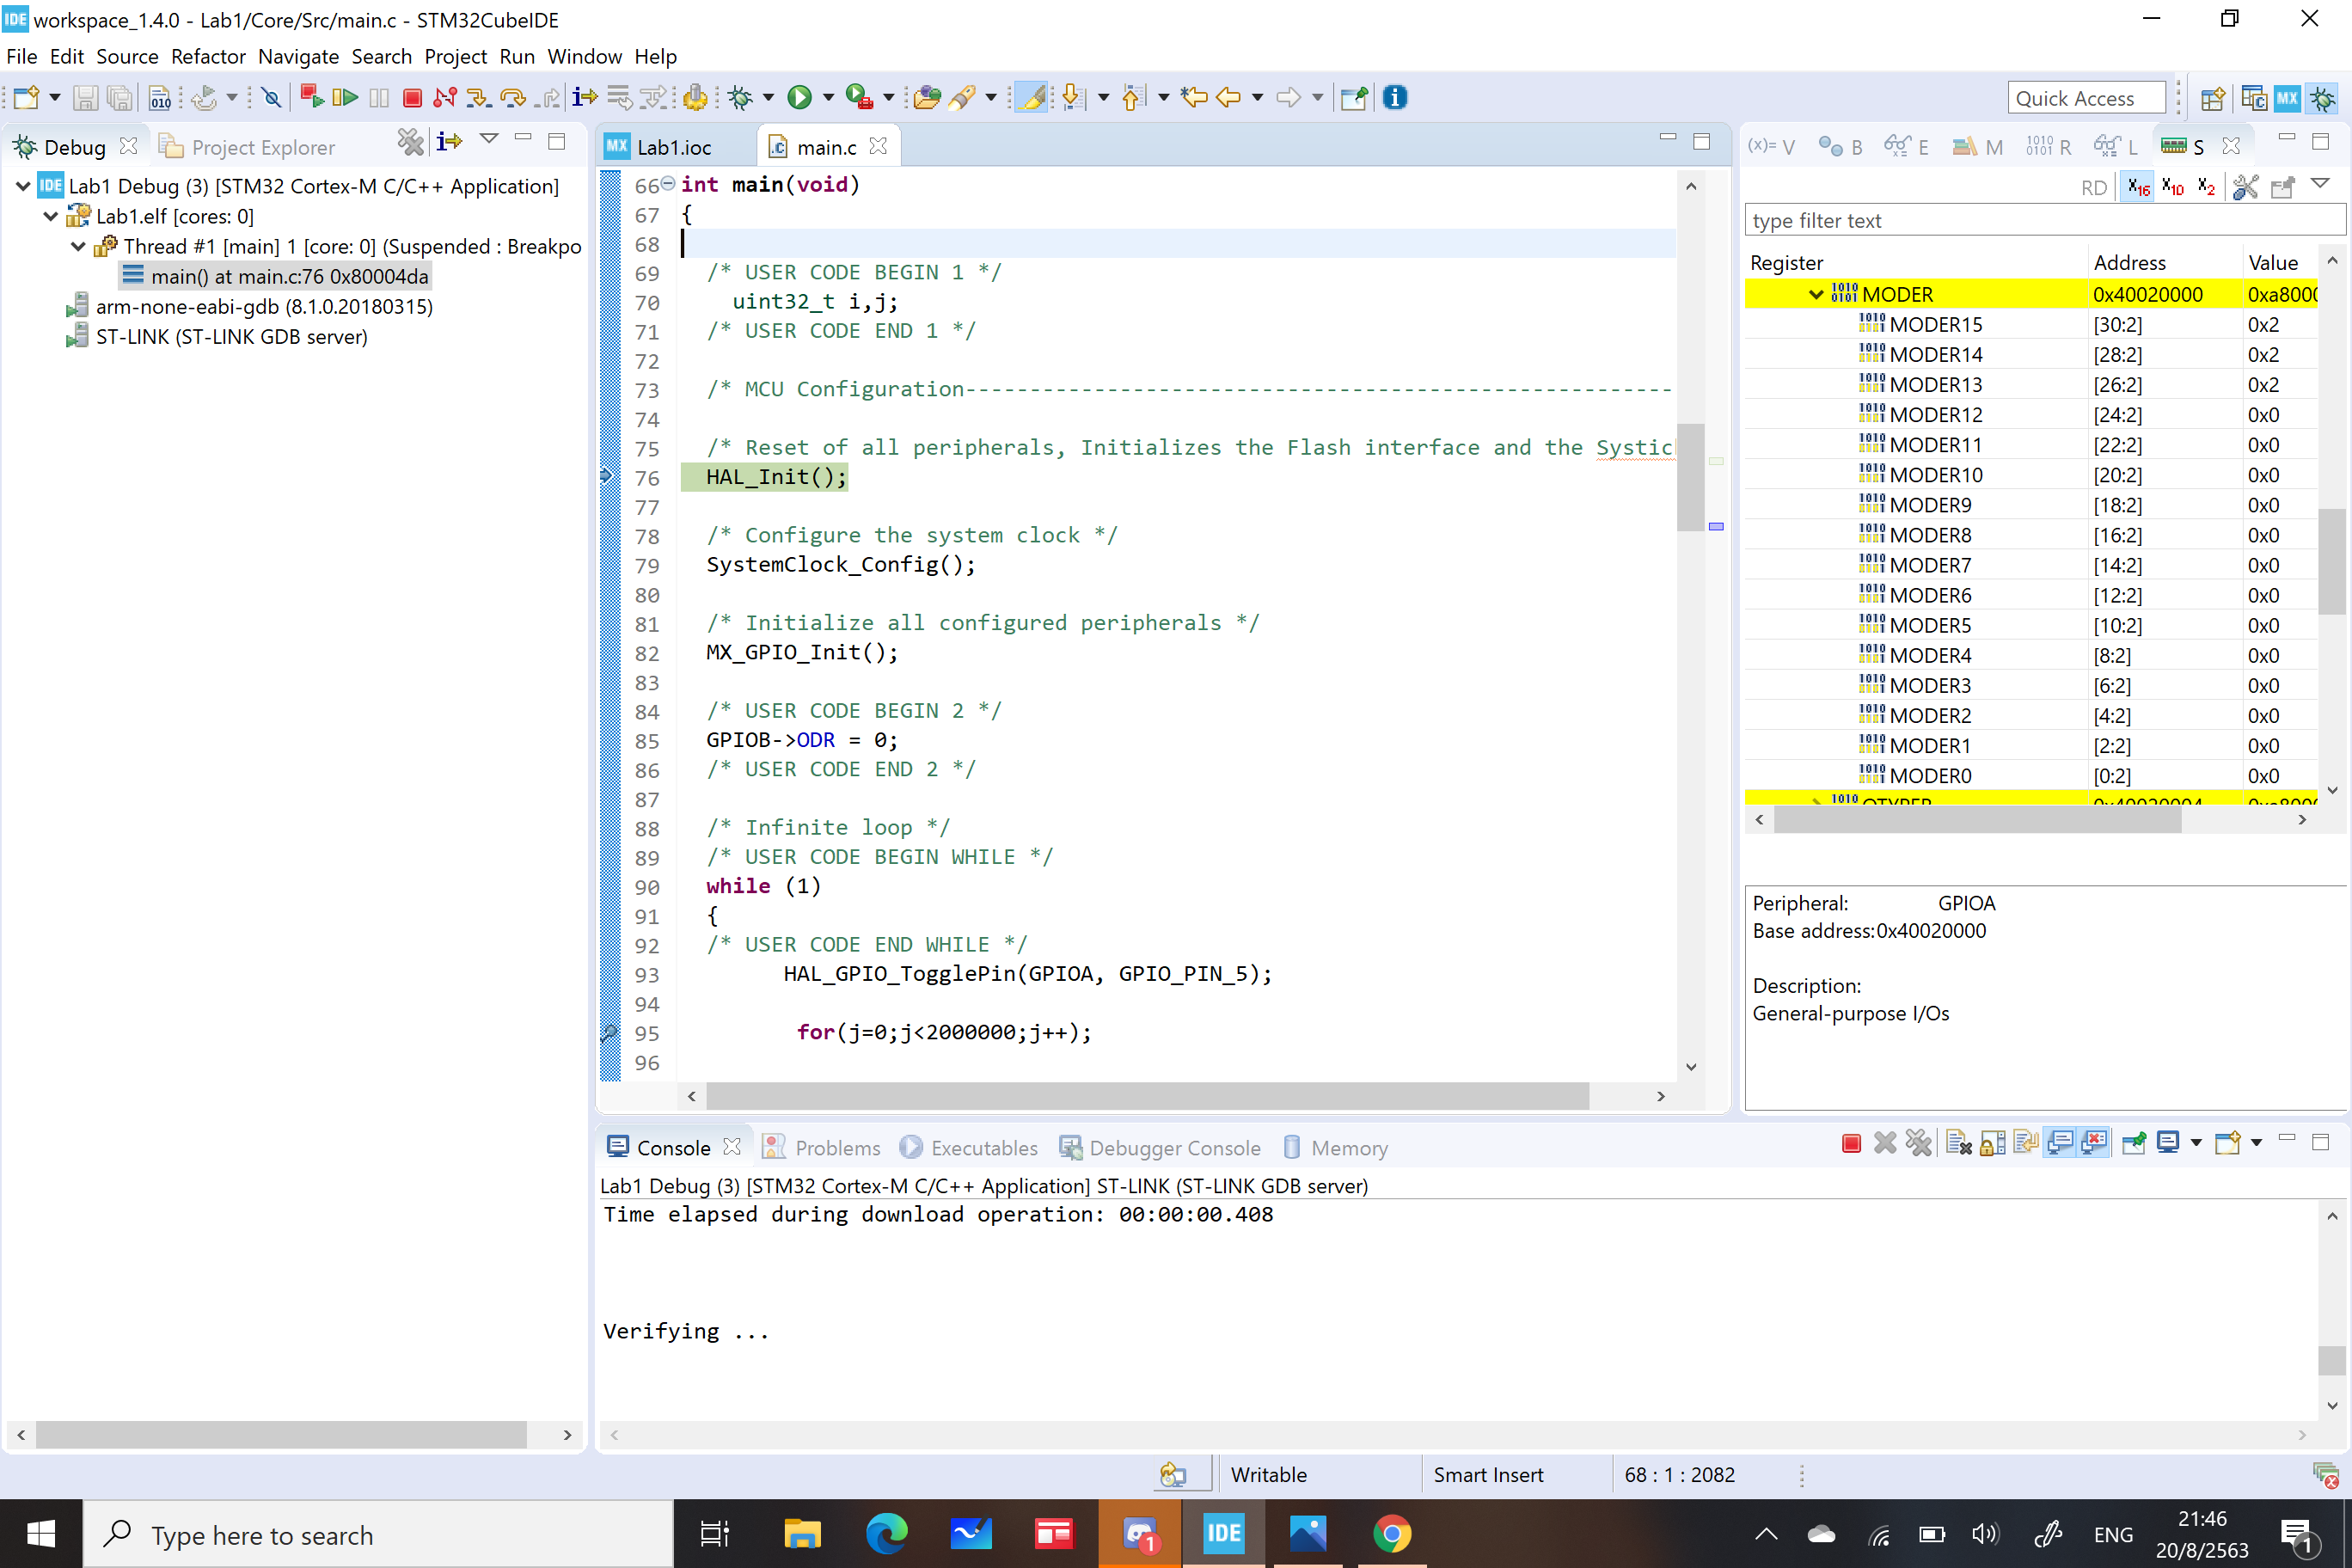 workspace_1.4.0 - Lab1/Core/Src/main.c - STM32CubeIDE
File Edit Source Refactor Navigate Search Project Run Window Help
Quick Access
Debug
Project Explorer
Lab1 Debug (3) [STM32 Cortex-M C/C++ Application]
Lab1.elf [cores: 0]
Thread #1 [main] 1 [core: 0] (Suspended : Breakpo
main() at main.c:76 0x80004da
arm-none-eabi-gdb (8.1.0.20180315)
ST-LINK (ST-LINK GDB server)
Lab1.ioc
main.c
66 int main(void)
67 {
68
69 /* USER CODE BEGIN 1 */
70 uint32_t i,j;
71 /* USER CODE END 1 */
72
73 /* MCU Configuration-------------------------------------------------------
74
75 /* Reset of all peripherals, Initializes the Flash interface and the Systic
76 HAL_Init();
77
78 /* Configure the system clock */
79 SystemClock_Config();
80
81 /* Initialize all configured peripherals */
82 MX_GPIO_Init();
83
84 /* USER CODE BEGIN 2 */
85 GPIOB->ODR = 0;
86 /* USER CODE END 2 */
87
88 /* Infinite loop */
89 /* USER CODE BEGIN WHILE */
90 while (1)
91 {
92 /* USER CODE END WHILE */
93 HAL_GPIO_TogglePin(GPIOA, GPIO_PIN_5);
94
95 for(j=0;j<2000000;j++);
96
(x)= V B E M R L S
RD X16 X10 X2
type filter text
Register Address Value
MODER 0x40020000 0xa8000
MODER15 [30:2] 0x2
MODER14 [28:2] 0x2
MODER13 [26:2] 0x2
MODER12 [24:2] 0x0
MODER11 [22:2] 0x0
MODER10 [20:2] 0x0
MODER9 [18:2] 0x0
MODER8 [16:2] 0x0
MODER7 [14:2] 0x0
MODER6 [12:2] 0x0
MODER5 [10:2] 0x0
MODER4 [8:2] 0x0
MODER3 [6:2] 0x0
MODER2 [4:2] 0x0
MODER1 [2:2] 0x0
MODER0 [0:2] 0x0
OTYPER 0x40020004 0xa8000
Peripheral: GPIOA
Base address:0x40020000
Description:
General-purpose I/Os
Console Problems Executables Debugger Console Memory
Lab1 Debug (3) [STM32 Cortex-M C/C++ Application] ST-LINK (ST-LINK GDB server)
Time elapsed during download operation: 00:00:00.408
Verifying ...
Writable
Smart Insert
68 : 1 : 2082
Type here to search
1
IDE
ENG
21:46
20/8/2563
1